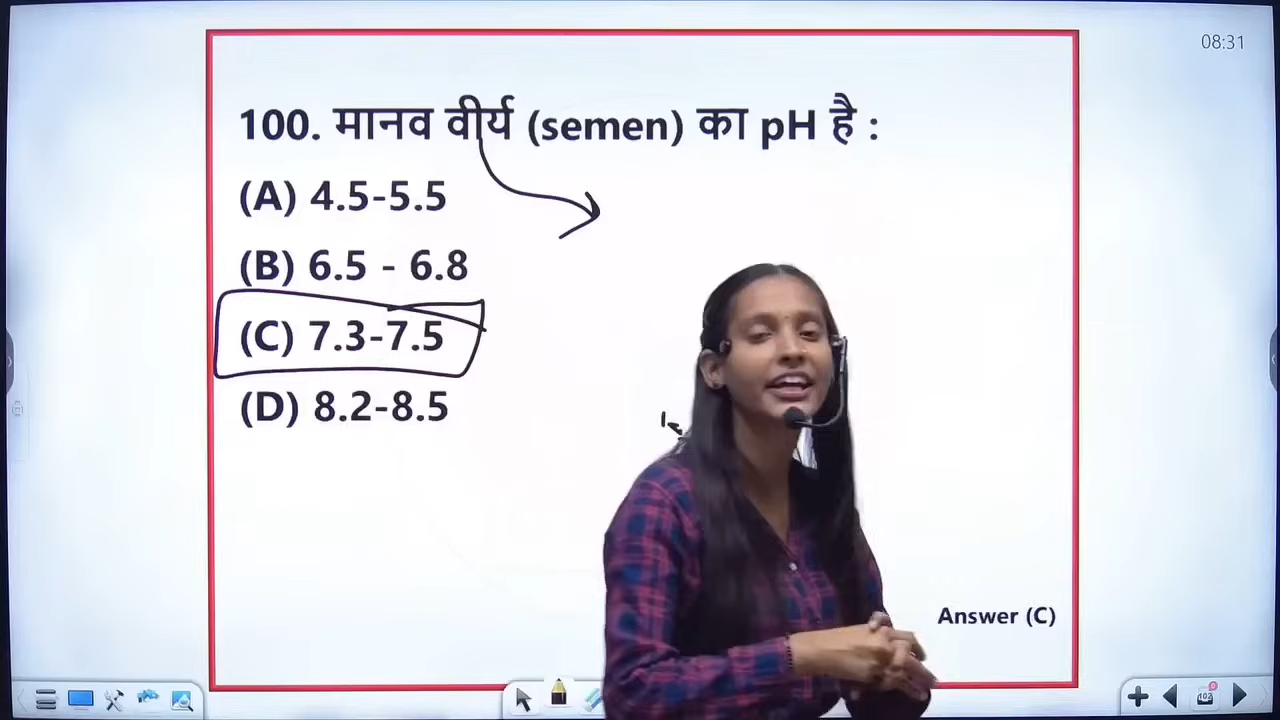 08:31
100. मानव वीर्य (semen) का pH है :
(A) 4.5-5.5
(B) 6.5 - 6.8
(C) 7.3-7.5
(D) 8.2-8.5
Answer (C)